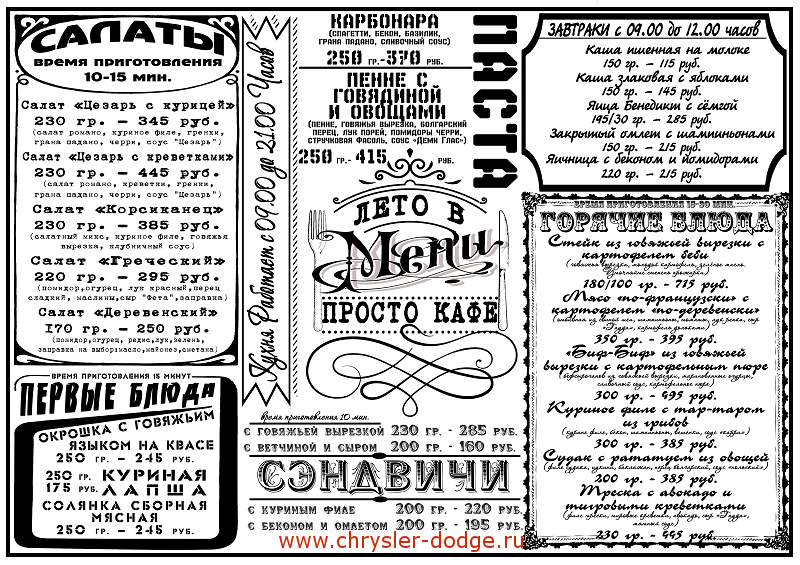 САЛАТЫ
время приготовления
10-15 мин.
Салат «Цезарь с курицей»
230 гр. – 345 руб.
(салат романо, куриное филе, гренки,
грана падано, черри, соус "Цезарь")
Салат «Цезарь с креветками»
230 гр. – 445 руб.
(салат романо, креветки, гренки,
грана падано, черри, соус "Цезарь")
Салат «Корсиканец»
230 гр. – 385 руб.
(салатный микс, куриное филе, говяжья
вырезка, клубничный соус)
Салат «Греческий»
220 гр. – 295 руб.
(помидор, огурец, лук красный, перец
сладкий, маслины, сыр "Фета", заправка)
Салат «Деревенский»
170 гр. – 250 руб.
(помидор, огурец, редис, лук, зелень,
заправка на выбор: масло, майонез, сметана)
ВРЕМЯ ПРИГОТОВЛЕНИЯ 15 МИНУТ
ПЕРВЫЕ БЛЮДА
ОКРОШКА С ГОВЯЖЬИМ
ЯЗЫКОМ НА КВАСЕ
250 ГР. – 245 РУБ.
250 ГР. КУРИНАЯ
175 РУБ. ЛАПША
СОЛЯНКА СБОРНАЯ
МЯСНАЯ
250 ГР. – 245 РУБ.
Кухня Работает с 09.00 до 21.00 Часов
КАРБОНАРА
(СПАГЕТТИ, БЕКОН, БАЗИЛИК,
ГРАНА ПАДАНО, СЛИВОЧНЫЙ СОУС)
250 ГР.-370 РУБ.
ПЕННЕ С
ГОВЯДИНОЙ
И ОВОЩАМИ
(ПЕННЕ, ГОВЯЖЬЯ ВЫРЕЗКА, БОЛГАРСКИЙ
ПЕРЕЦ, ЛУК ПОРЕЙ, ПОМИДОРЫ ЧЕРРИ,
СТРУЧКОВАЯ ФАСОЛЬ, СОУС «ДЕМИ ГЛАС»)
250 ГР.- 415 РУБ.
ПАСТА
ЛЕТО В
Меню
ПРОСТО КАФЕ
время приготовления 10 мин.
С ГОВЯЖЬЕЙ ВЫРЕЗКОЙ 230 ГР. - 285 РУБ.
С ВЕТЧИНОЙ И СЫРОМ 200 ГР. - 160 РУБ.
СЭНДВИЧИ
С КУРИНЫМ ФИЛЕ 200 ГР. - 220 РУБ.
С БЕКОНОМ И ОМЛЕТОМ 200 ГР. - 195 РУБ.
www.chrysler-dodge.ru
ЗАВТРАКИ с 09.00 до 12.00 часов
Каша пшенная на молоке
150 гр. – 115 руб.
Каша злаковая с яблоками
150 гр. – 145 руб.
Яйца Бенедикт с сёмгой
195/30 гр. – 285 руб.
Закрытый омлет с шампиньонами
150 гр. – 215 руб.
Яичница с беконом и помидорами
220 гр. – 215 руб.
ВРЕМЯ ПРИГОТОВЛЕНИЯ 15-20 МИН.
ГОРЯЧИЕ БЛЮДА
Стейк из говяжьей вырезки с
картофелем беби
180/100 гр. - 715 руб.
Мясо «по-французски» с
картофелем «по-деревенски»
350 гр. - 395 руб.
«Биф-Биф» из говяжьей
вырезки с картофельным пюре
300 гр. - 495 руб.
Куриное филе с тар-таром
из грибов
300 гр. - 385 руб.
Судак с рататуем из овощей
200 гр. - 385 руб.
Треска с авокадо и
тигровыми креветками
230 гр. - 495 руб.